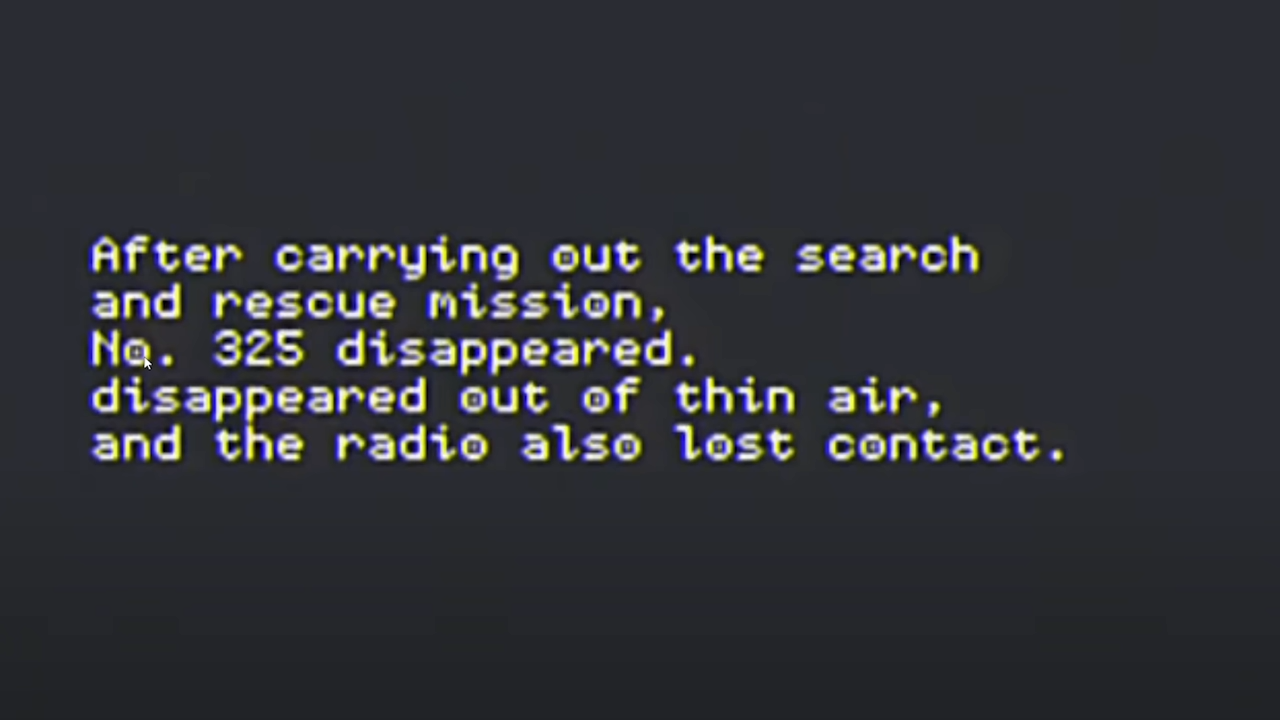 After carrying out the search
and rescue mission,
No. 325 disappeared.
disappeared out of thin air,
and the radio also lost contact.